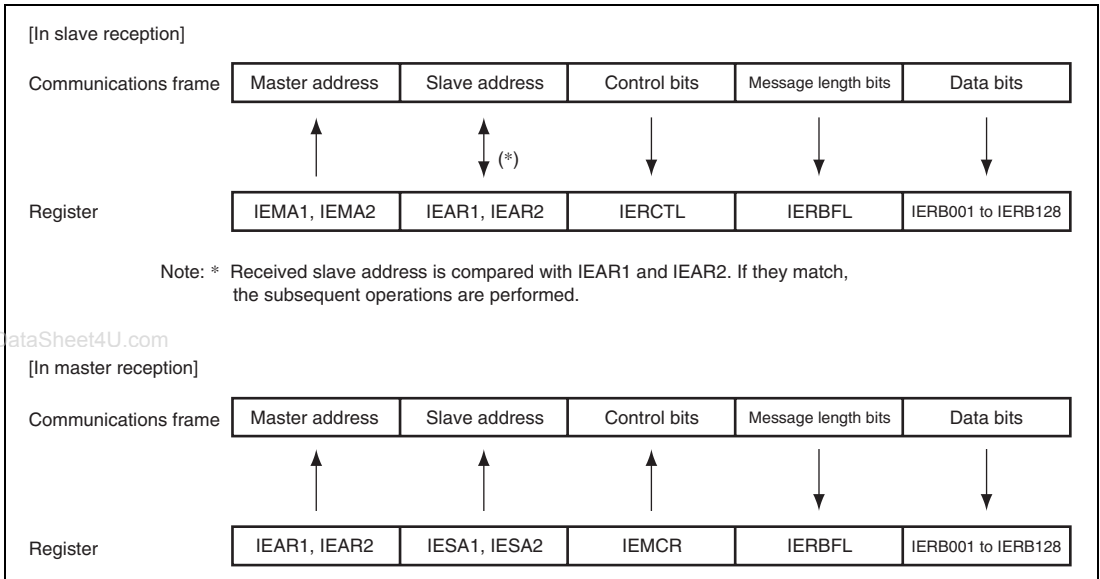 [In slave reception]
Communications frame Master address Slave address Control bits Message length bits Data bits
(*)
Register IEMA1, IEMA2 IEAR1, IEAR2 IERCTL IERBFL IERB001 to IERB128
Note: * Received slave address is compared with IEAR1 and IEAR2. If they match,
the subsequent operations are performed.
DataSheet4U.com
[In master reception]
Communications frame Master address Slave address Control bits Message length bits Data bits
Register IEAR1, IEAR2 IESA1, IESA2 IEMCR IERBFL IERB001 to IERB128